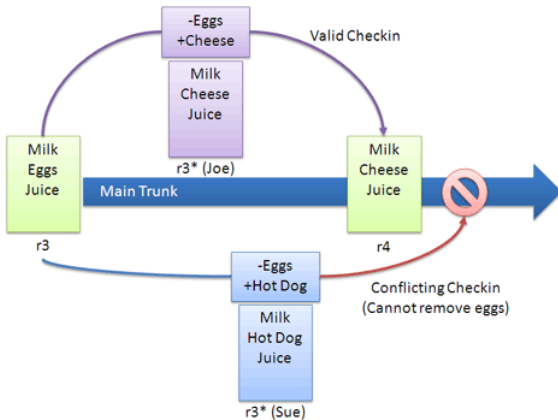 -Eggs
+Cheese
Valid Checkin
Milk
Cheese
Juice
r3* (Joe)
Milk
Eggs
Juice
r3
Main Trunk
Milk
Cheese
Juice
r4
-Eggs
+Hot Dog
Conflicting Checkin
(Cannot remove eggs)
Milk
Hot Dog
Juice
r3* (Sue)